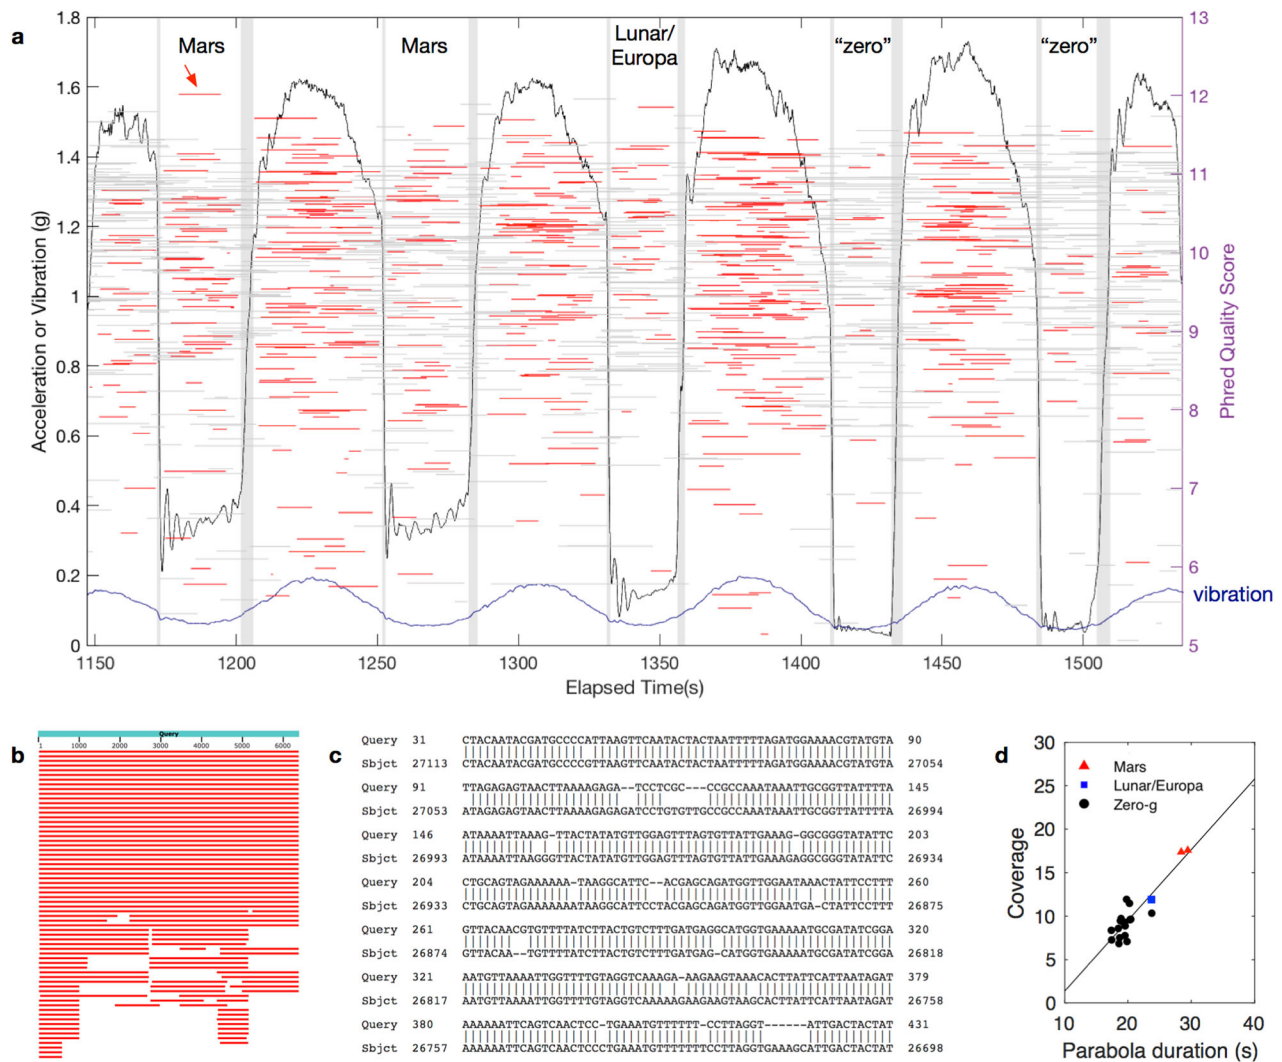 a
1.8
1.6
1.4
1.2
1
0.8
0.6
0.4
0.2
0
Acceleration or Vibration (g)
Mars
Mars
Lunar/
Europa
“zero”
“zero”
13
12
11
10
9
8
7
6
5
Phred Quality Score
vibration
1150 1200 1250 1300 1350 1400 1450 1500
Elapsed Time(s)
b
Query
1 1000 2000 3000 4000 5000 6000
c
Query 31 CTACAATACGATGCCCCATTAAGTTCAATACTACTAATTTTTAGATGGAAAACGTATGTA 90
Sbjct 27113 CTACAATACGATGCCCCGTTAAGTTCAATACTACTAATTTTTAGATGGAAAACGTATGTA 27054
Query 91 TTAGAGAGTAACTTAAAAGAGA--TCCTCGC---CCGCCAAATAAATTGCGGTTATTTTA 145
Sbjct 27053 ATAGAGAGTAACTTAAAAGAGAGATCCTGTGTTGCCGCCAAATAAATTGCGGTTATTTTA 26994
Query 146 ATAAAATTAAAG-TTACTATATGTTGGAGTTTAGTGTTATTGAAAG-GGCGGGTATATTC 203
Sbjct 26993 ATAAAATTAAGGGTTACTATATGTTGGAGTTTAGTGTTATTGAAAGAGGCGGGTATATTC 26934
Query 204 CTGCAGTAGAAAAAA-TAAGGCATTC--ACGAGCAGATGGTTGGAATAAACTATTCCTTT 260
Sbjct 26933 CTGCAGTAGAAAAAAAATAAGGCATTCCTACGAGCAGATGGTTGGAATGA-CTATTCCTTT 26875
Query 261 GTTACAACGTGTTTTATCTTACTGTCTTTGATGAGGCATGGTGAAAAATGCGATATCGGA 320
Sbjct 26874 GTTACAA--TGTTTTATCTTACTGTCTTTGATGAG-CATGGTGAAAAATGCGATATCGGA 26818
Query 321 AATGTTAAAATTGGTTTTGTAGGTCAAAGA-AAGAAGTAAACACTTATTCATTAATAGAT 379
Sbjct 26817 AATGTTAAAATTGGTTTTGTAGGTCAAAAAGAAGAAGTAAGCACTTATTCATTAATAGAT 26758
Query 380 AAAAAATTCAGTCAACTCC-TGAAATGTTTTTT-CCTTAGGT------ATTGACTACTAT 431
Sbjct 26757 AAAAAATTCAGTCAACTCCCTGAAATGTTTTTTTCCTTAGGTGAAAGCATTGACTACTAT 26698
d
30
25
20
15
10
5
0
Coverage
Mars
Lunar/Europa
Zero-g
10 20 30 40
Parabola duration (s)